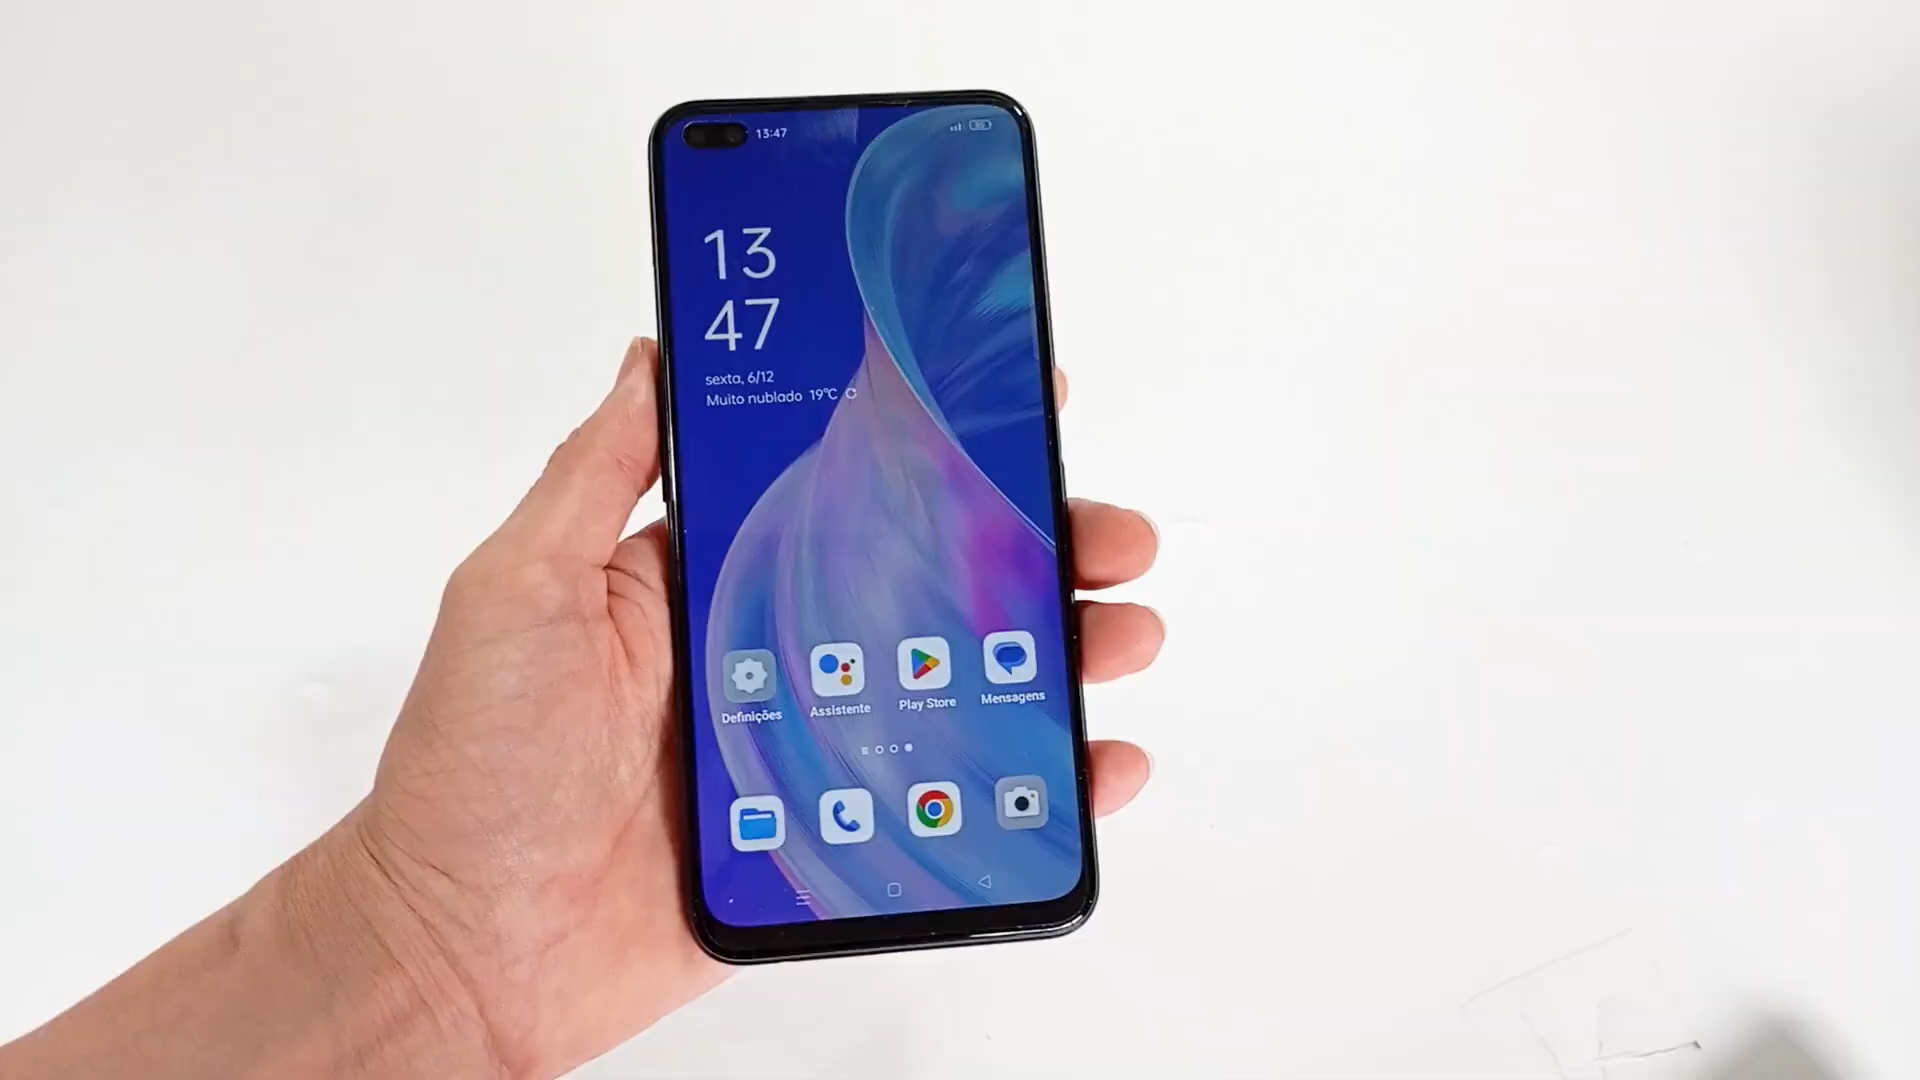 13:47
13
47
sexta, 6/12
Muito nublado 19°C
Definições
Assistente
Play Store
Mensagens